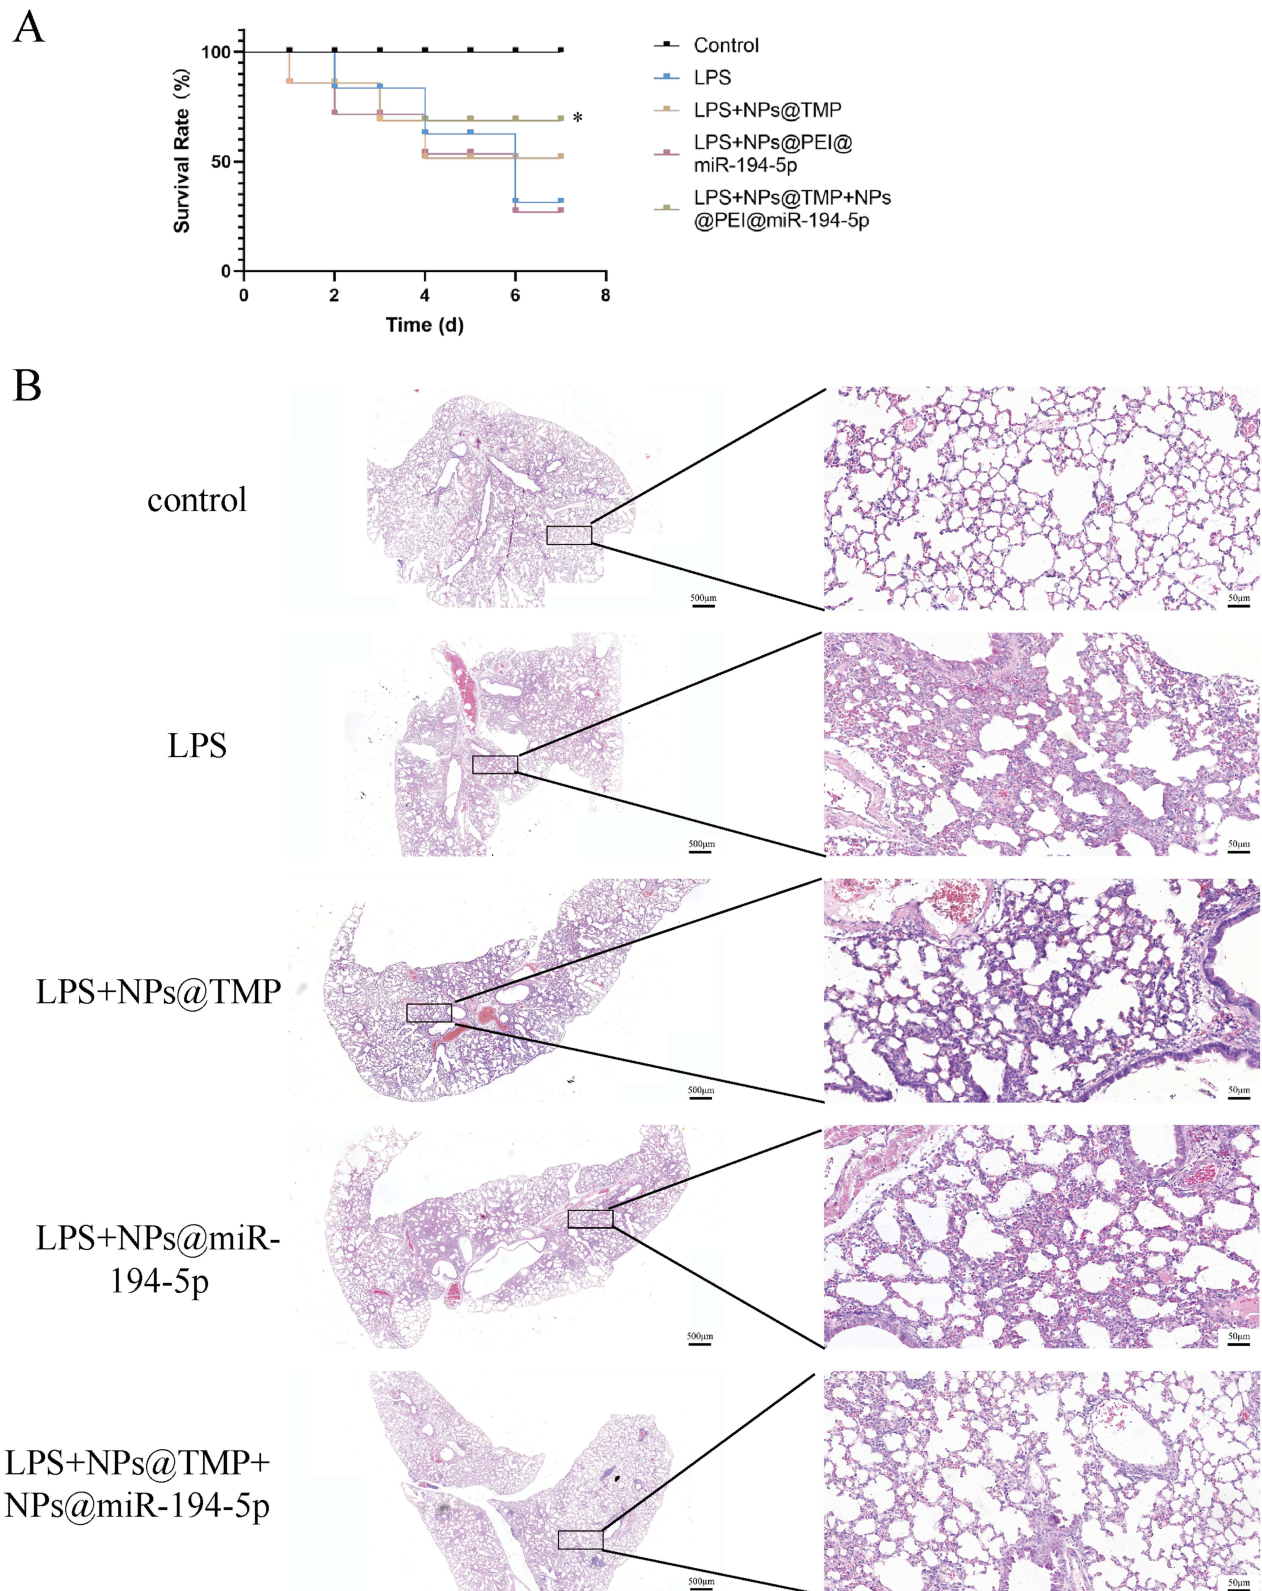 A
100
50
0
Survival Rate (%)
0 2 4 6 8
Time (d)
*
Control
LPS
LPS+NPs@TMP
LPS+NPs@PEI@
miR-194-5p
LPS+NPs@TMP+NPs
@PEI@miR-194-5p
B
control
500μm
50μm
LPS
500μm
50μm
LPS+NPs@TMP
500μm
50μm
LPS+NPs@miR-
194-5p
500μm
50μm
LPS+NPs@TMP+
NPs@miR-194-5p
500μm
50μm